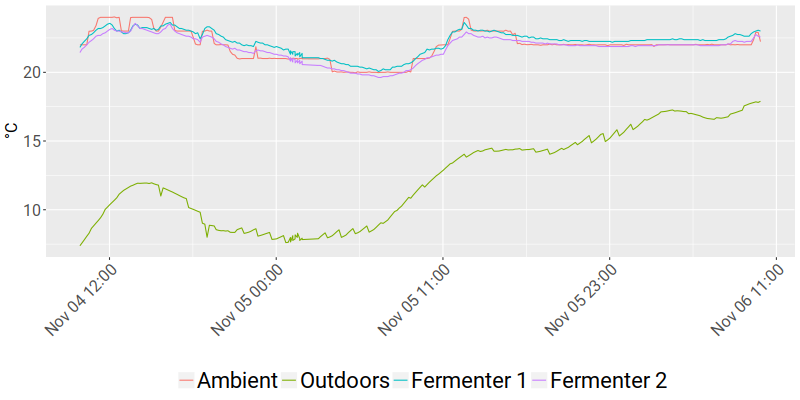 °C
20
15
10
Nov 04 12:00
Nov 05 00:00
Nov 05 11:00
Nov 05 23:00
Nov 06 11:00
Ambient Outdoors Fermenter 1 Fermenter 2